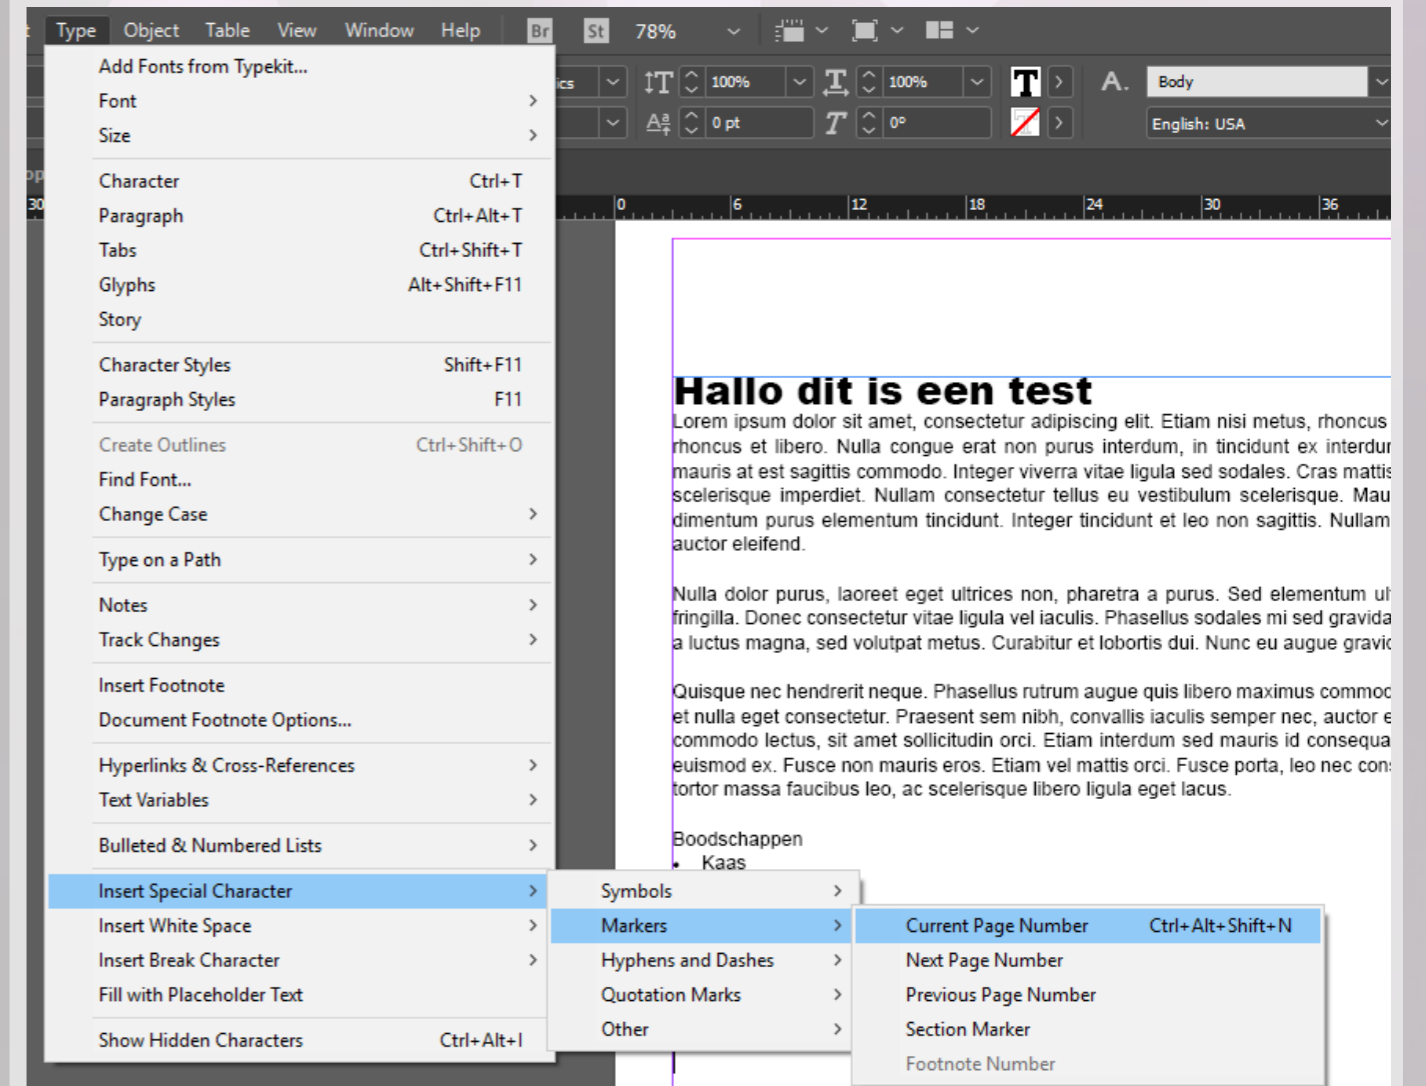 Type Object Table View Window Help Br St 78%
Add Fonts from Typekit...
Font
Size
Character Ctrl+T
Paragraph Ctrl+Alt+T
Tabs Ctrl+Shift+T
Glyphs Alt+Shift+F11
Story
Character Styles Shift+F11
Paragraph Styles F11
Create Outlines Ctrl+Shift+O
Find Font...
Change Case
Type on a Path
Notes
Track Changes
Insert Footnote
Document Footnote Options...
Hyperlinks & Cross-References
Text Variables
Bulleted & Numbered Lists
Insert Special Character
Insert White Space
Insert Break Character
Fill with Placeholder Text
Show Hidden Characters Ctrl+Alt+I
Symbols
Markers
Hyphens and Dashes
Quotation Marks
Other
Current Page Number Ctrl+Alt+Shift+N
Next Page Number
Previous Page Number
Section Marker
Footnote Number
ics 100% 100% T A. Body
0 pt 0° English: USA
op
30 0 6 12 18 24 30 36
Hallo dit is een test
Lorem ipsum dolor sit amet, consectetur adipiscing elit. Etiam nisi metus, rhoncus
rhoncus et libero. Nulla congue erat non purus interdum, in tincidunt ex interdur
mauris at est sagittis commodo. Integer viverra vitae ligula sed sodales. Cras mattis
scelerisque imperdiet. Nullam consectetur tellus eu vestibulum scelerisque. Mau
dimentum purus elementum tincidunt. Integer tincidunt et leo non sagittis. Nullam
auctor eleifend.
Nulla dolor purus, laoreet eget ultrices non, pharetra a purus. Sed elementum ul
fringilla. Donec consectetur vitae ligula vel iaculis. Phasellus sodales mi sed gravida
a luctus magna, sed volutpat metus. Curabitur et lobortis dui. Nunc eu augue gravid
Quisque nec hendrerit neque. Phasellus rutrum augue quis libero maximus commod
et nulla eget consectetur. Praesent sem nibh, convallis iaculis semper nec, auctor e
commodo lectus, sit amet sollicitudin orci. Etiam interdum sed mauris id consequa
euismod ex. Fusce non mauris eros. Etiam vel mattis orci. Fusce porta, leo nec con
tortor massa faucibus leo, ac scelerisque libero ligula eget lacus.
Boodschappen
• Kaas